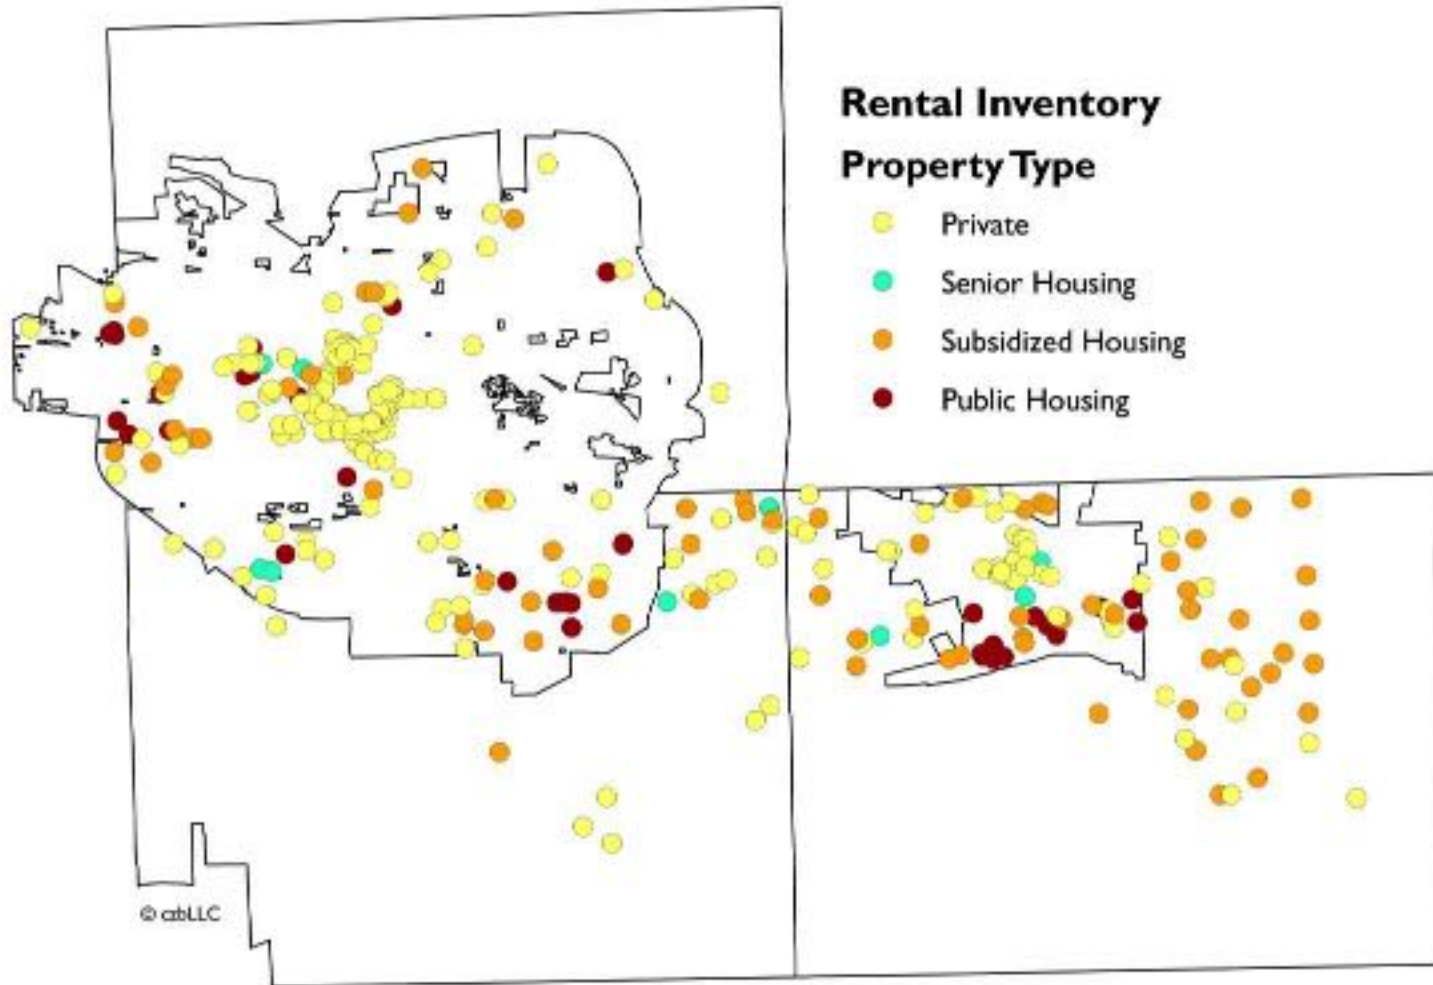 Rental Inventory
Property Type
Private
Senior Housing
Subsidized Housing
Public Housing
© czbLLC